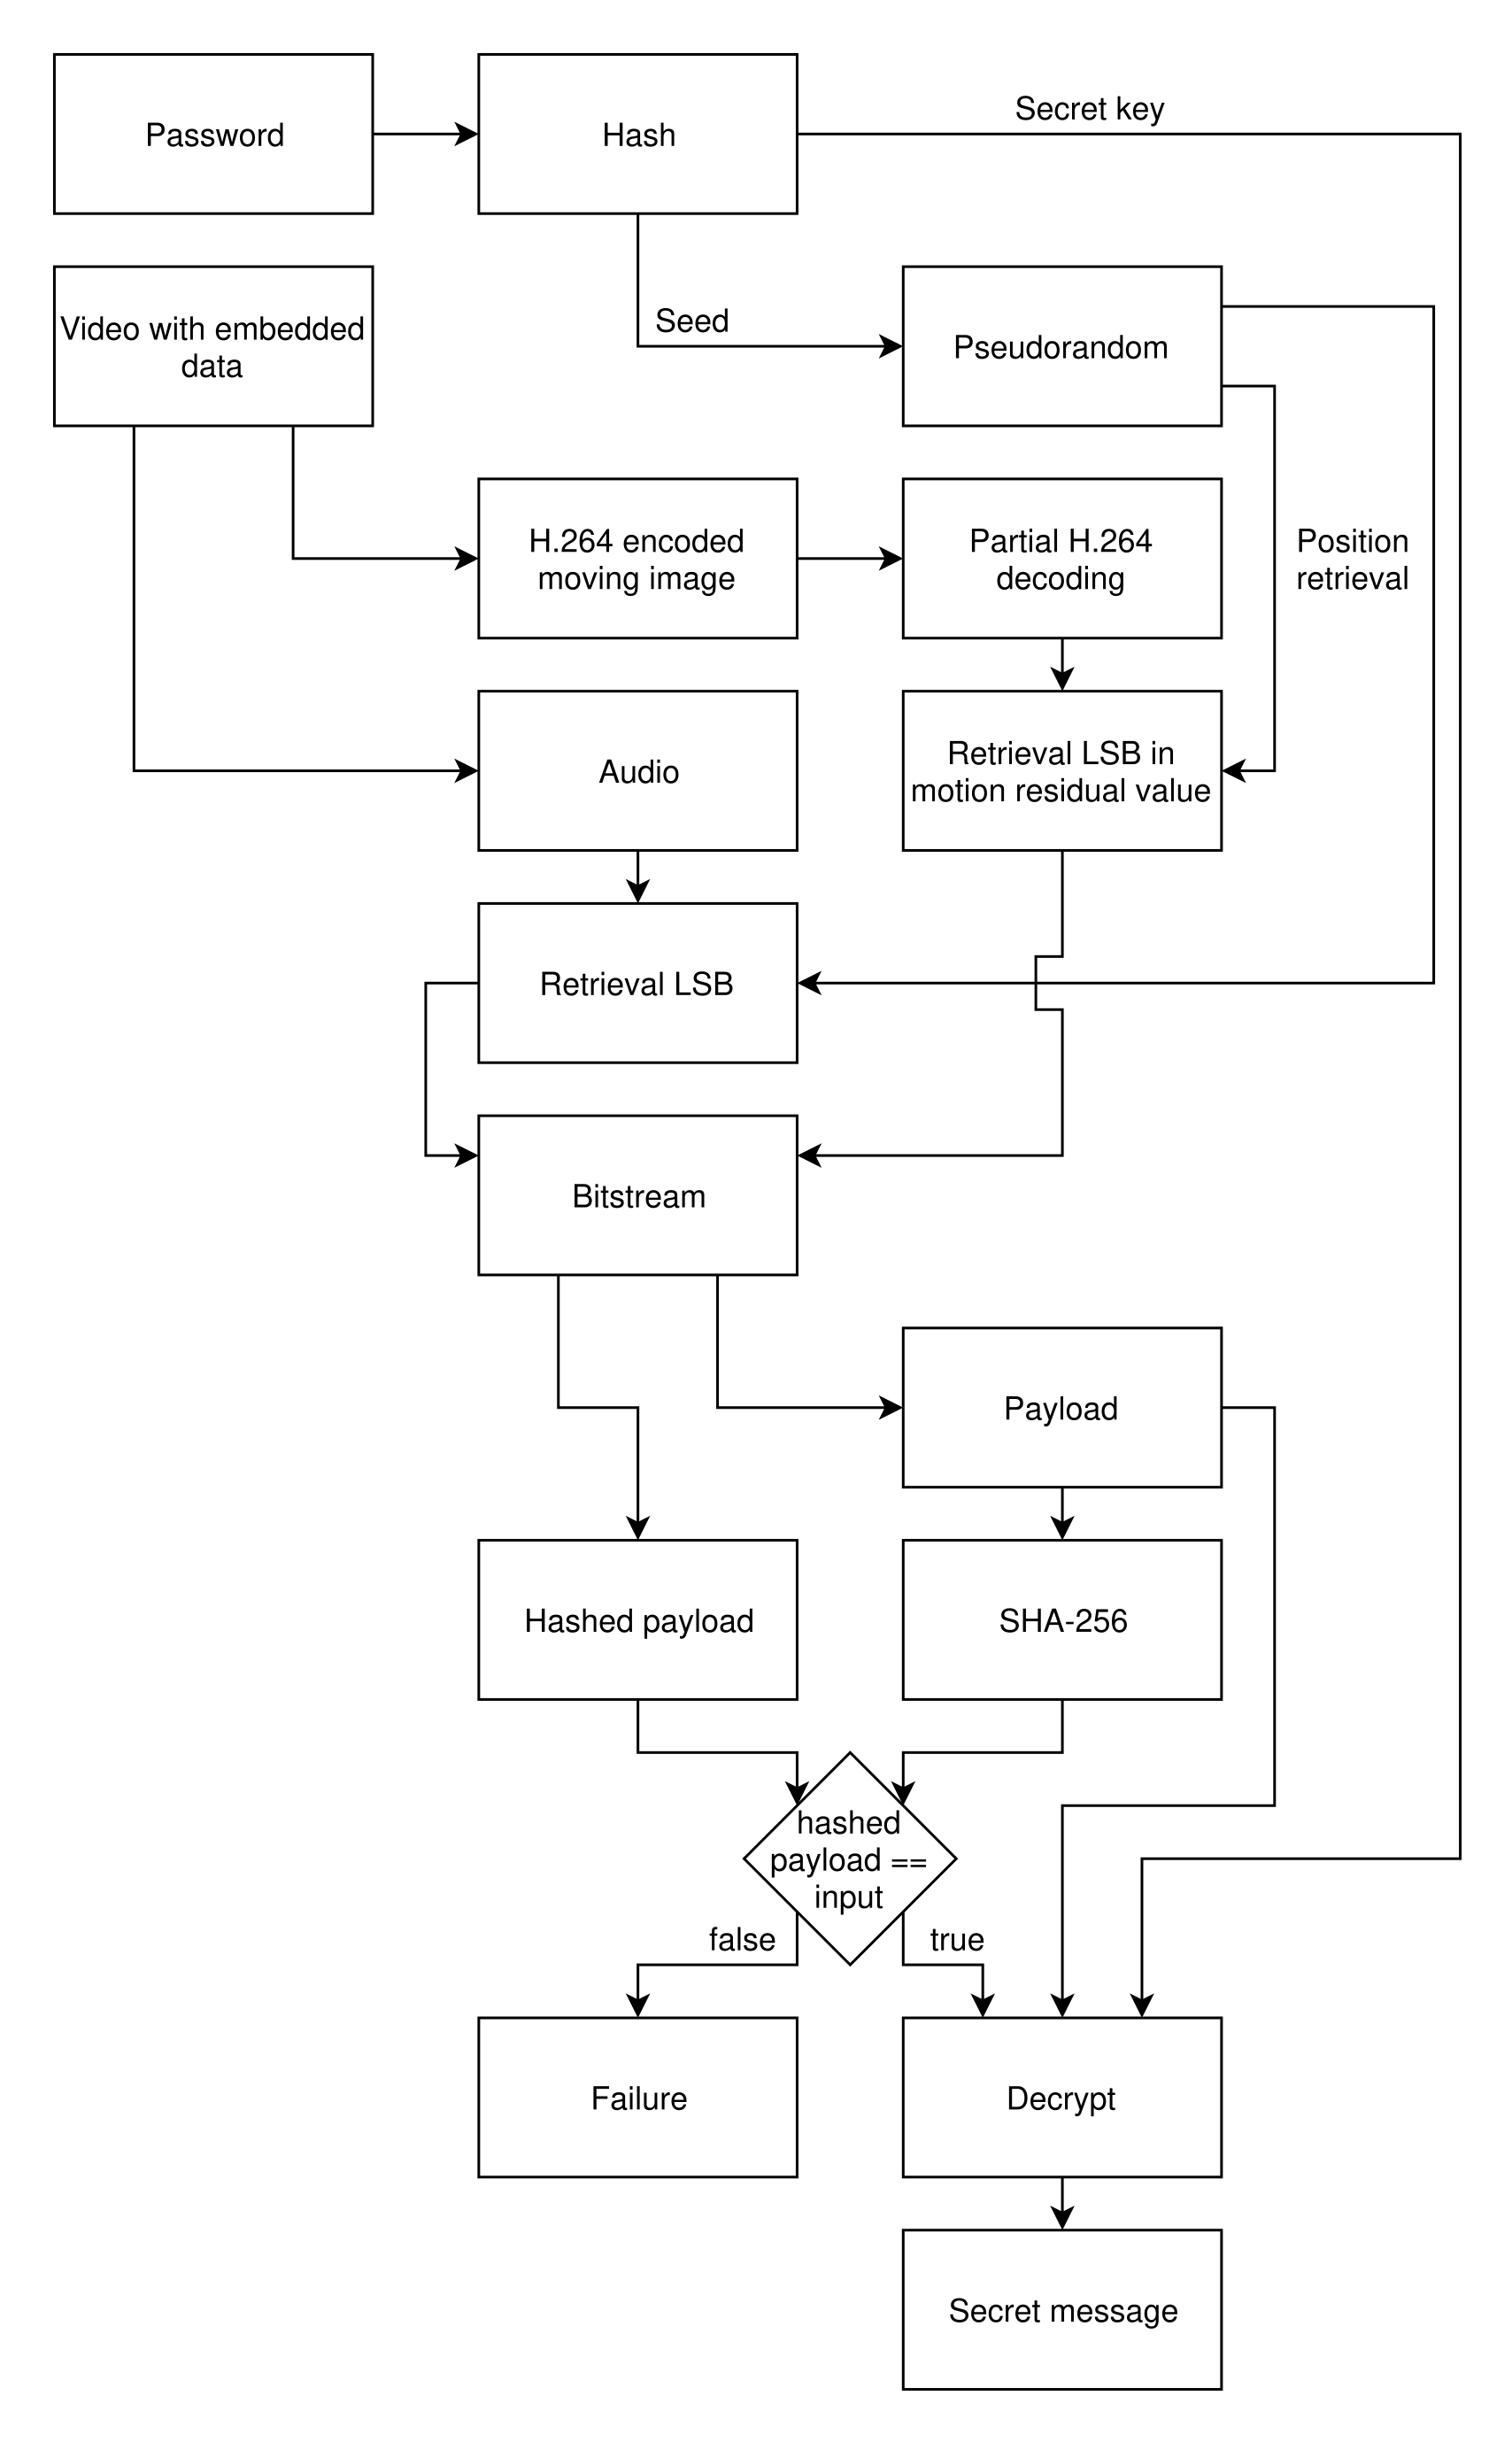 Password
Hash
Secret key
Video with embedded
data
Seed
Pseudorandom
H.264 encoded
moving image
Partial H.264
decoding
Position
retrieval
Audio
Retrieval LSB in
motion residual value
Retrieval LSB
Bitstream
Payload
Hashed payload
SHA-256
hashed
payload ==
input
false
true
Failure
Decrypt
Secret message